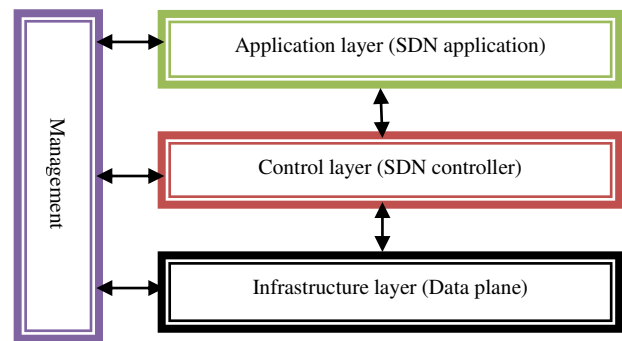 Management
Application layer (SDN application)
Control layer (SDN controller)
Infrastructure layer (Data plane)